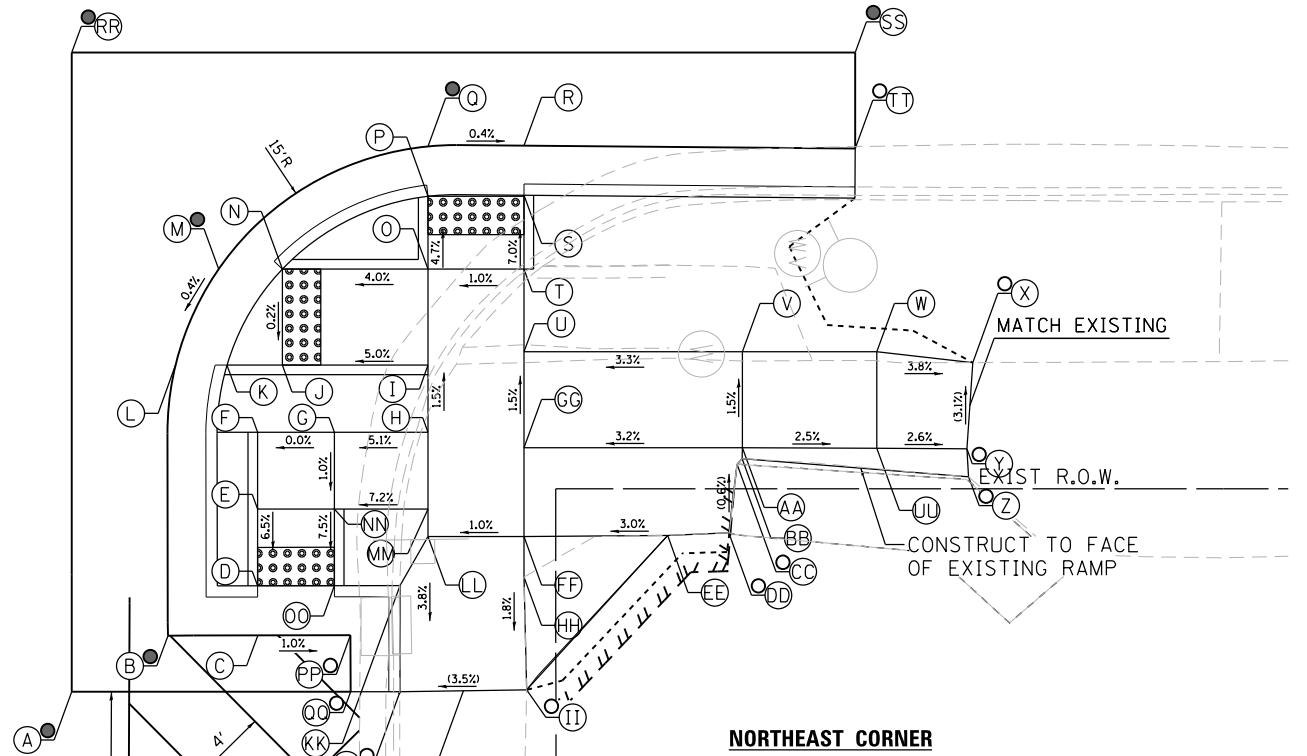 RR
SS
Q
R
TT
P
0.4%
15'R
N
M
O
4.7%
7.0%
S
0.4%
4.0%
1.0%
T
X
0.2%
U
V
W
MATCH EXISTING
5.0%
3.3%
3.8%
K
J
I
1.5%
1.5%
GG
1.5%
(3.1%)
L
F
G
H
0.0%
5.1%
3.2%
2.5%
2.6%
1.0%
Y
EXIST R.O.W.
E
7.2%
(0.6%)
Z
NN
AA
JJ
6.5%
7.5%
1.0%
3.0%
BB
CONSTRUCT TO FACE
OF EXISTING RAMP
MM
D
LL
FF
EE
CC
DD
OO
3.8%
1.8%
HH
1.0%
B
C
PP
(3.5%)
QQ
II
A
4'
KK
NORTHEAST CORNER